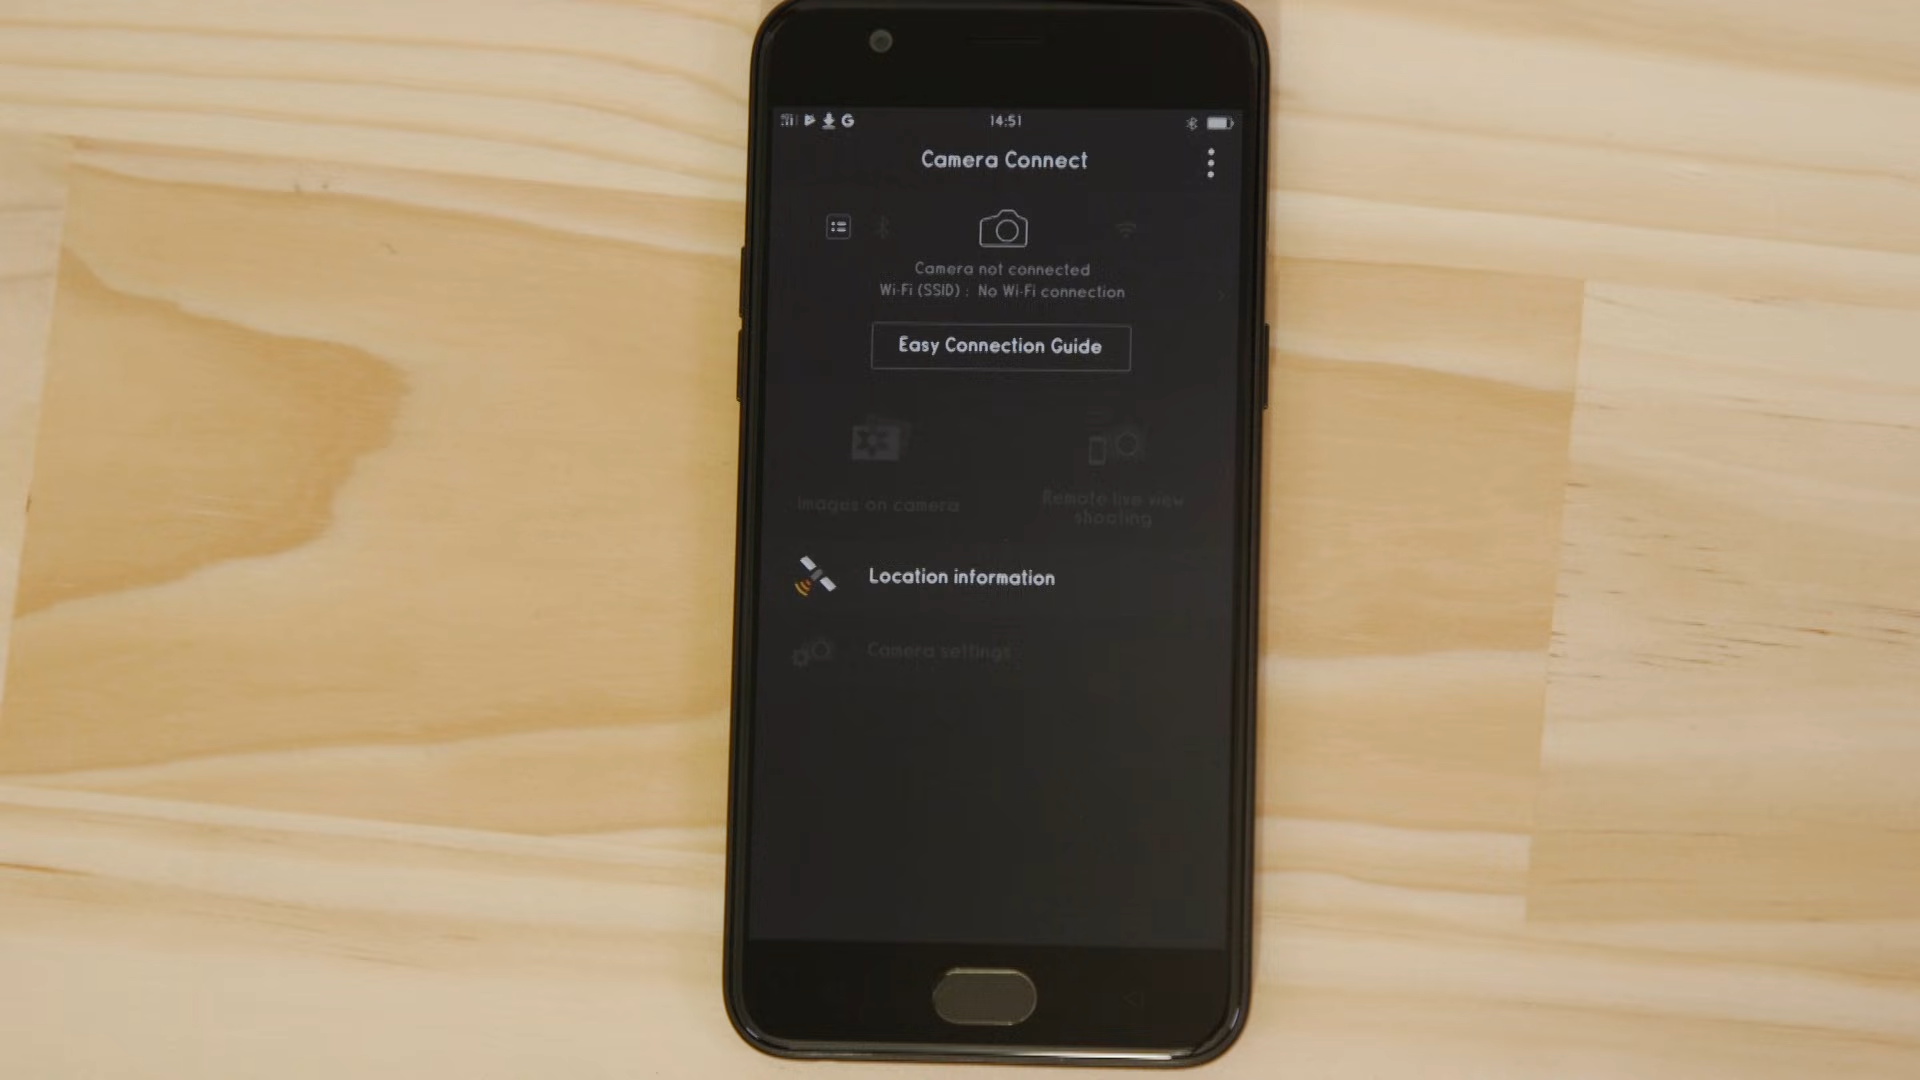 G 14:51
Camera Connect
Camera not connected
Wi-Fi (SSID) : No Wi-Fi connection
Easy Connection Guide
Images on camera
Remote live view
shooting
Location information
Camera settings